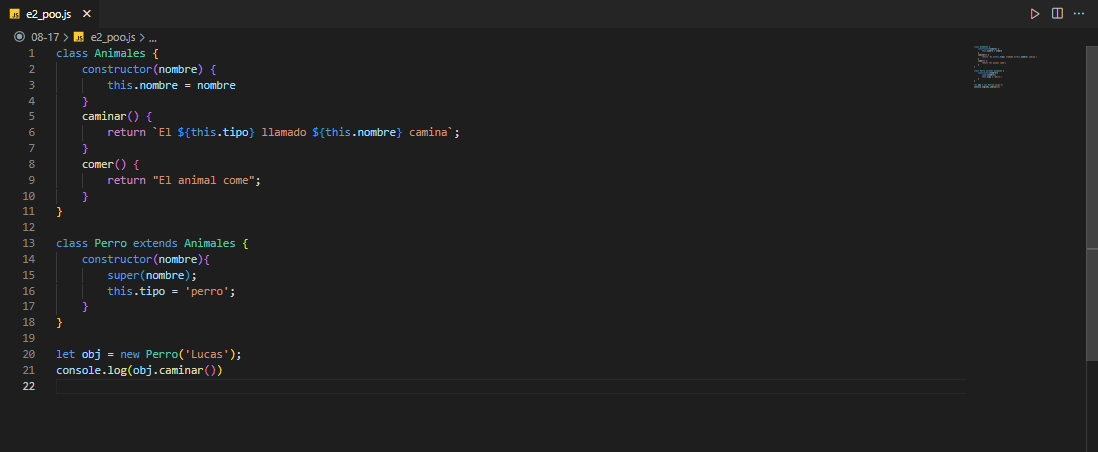 JS e2_poo.js
08-17 > JS e2_poo.js > ...
1 class Animales {
2     constructor(nombre) {
3         this.nombre = nombre
4     }
5     caminar() {
6         return `El ${this.tipo} llamado ${this.nombre} camina`;
7     }
8     comer() {
9         return "El animal come";
10     }
11 }
12
13 class Perro extends Animales {
14     constructor(nombre){
15         super(nombre);
16         this.tipo = 'perro';
17     }
18 }
19
20 let obj = new Perro('Lucas');
21 console.log(obj.caminar())
22